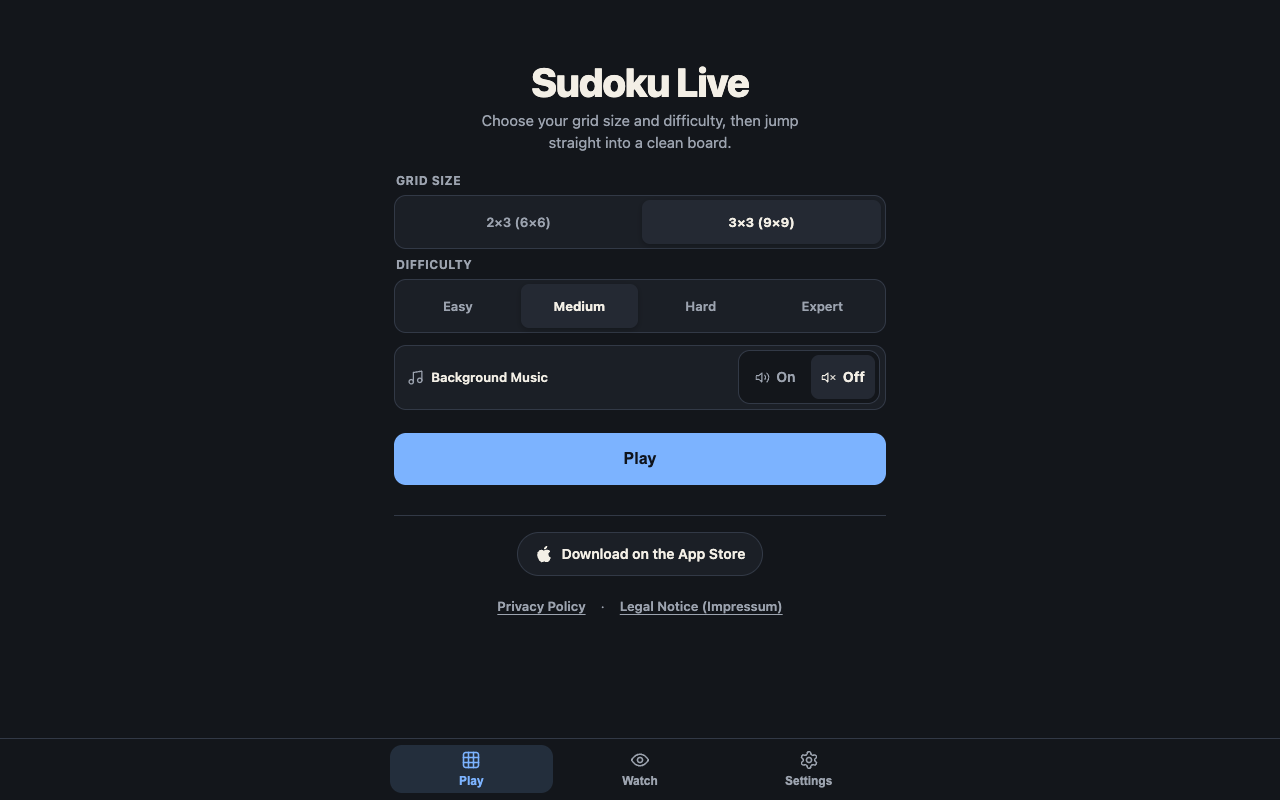 Sudoku Live
Choose your grid size and difficulty, then jump
straight into a clean board.
GRID SIZE
2×3 (6×6)
3×3 (9×9)
DIFFICULTY
Easy
Medium
Hard
Expert
Background Music
On
Off
Play
Download on the App Store
Privacy Policy · Legal Notice (Impressum)
Play
Watch
Settings